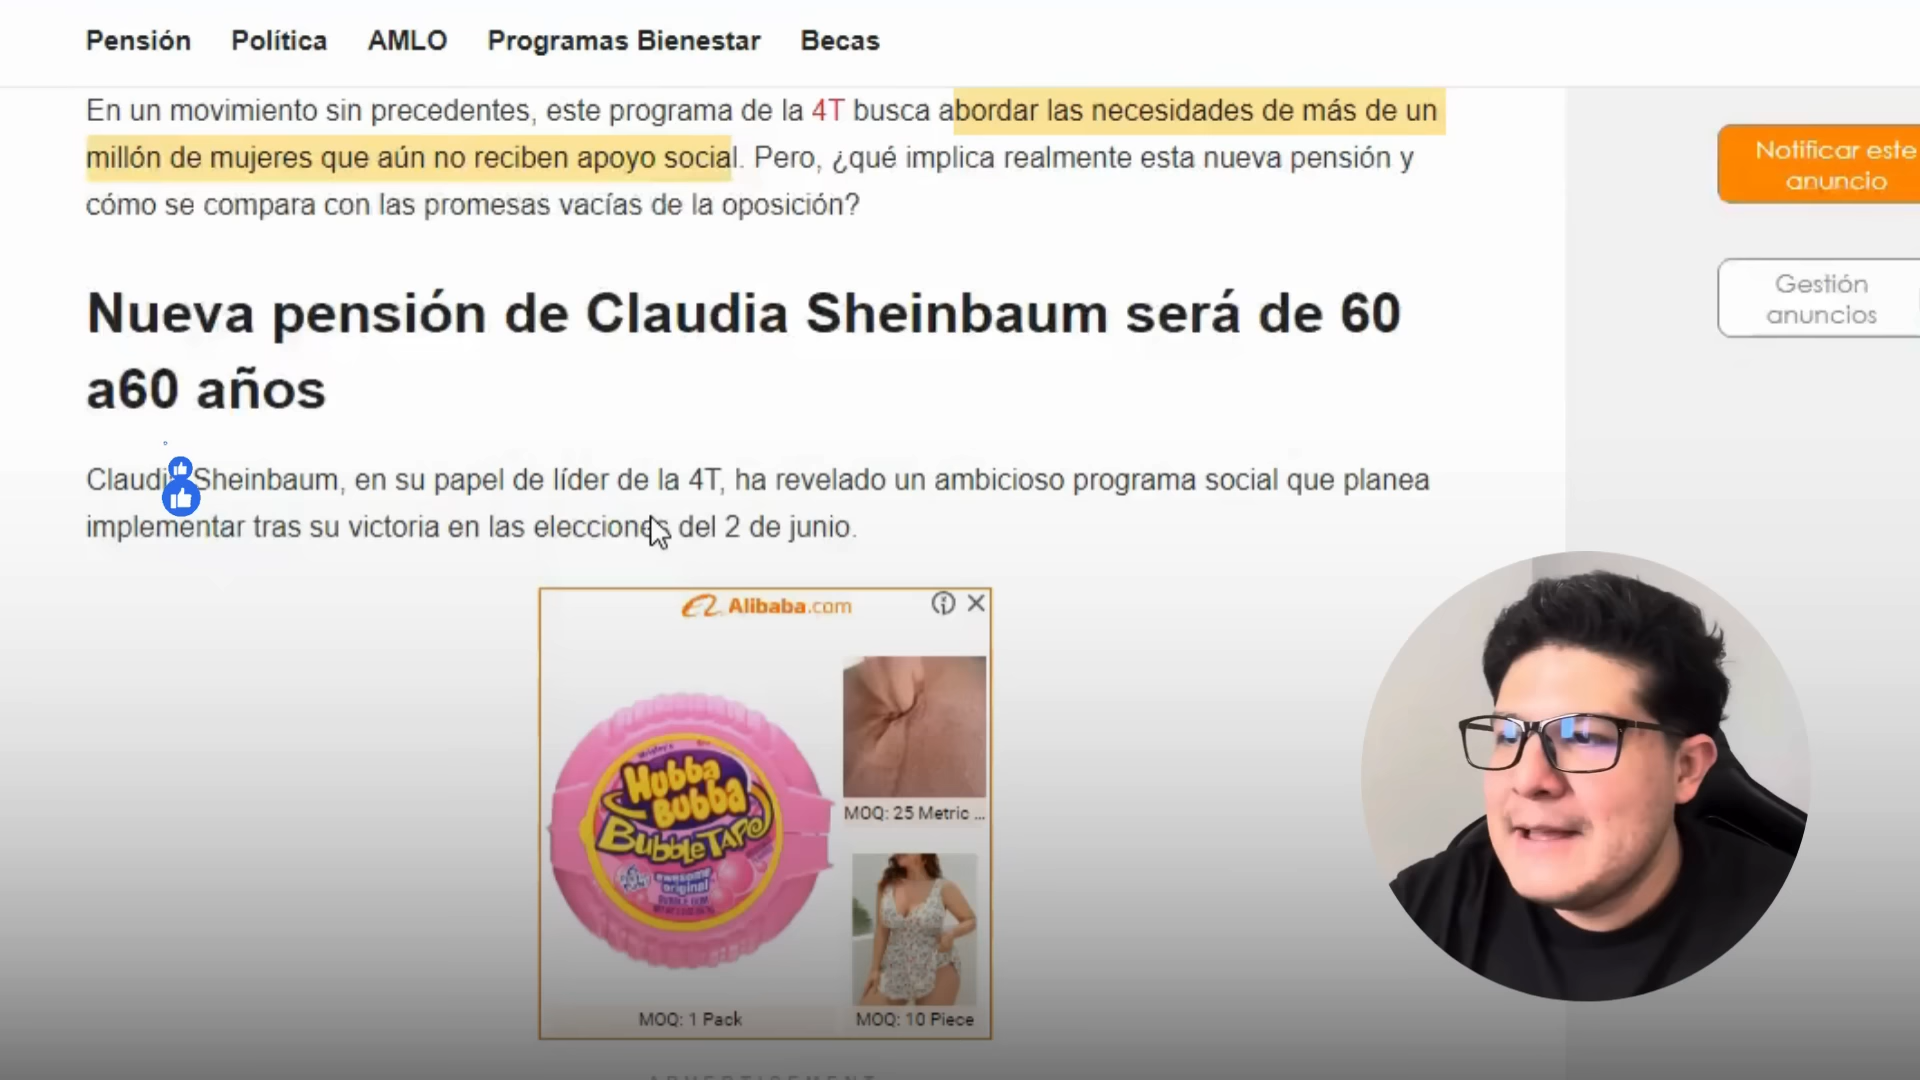 Pensión Política AMLO Programas Bienestar Becas
En un movimiento sin precedentes, este programa de la 4T busca abordar las necesidades de más de un
millón de mujeres que aún no reciben apoyo social. Pero, ¿qué implica realmente esta nueva pensión y
cómo se compara con las promesas vacías de la oposición?
Notificar este
anuncio
Gestión
anuncios
Nueva pensión de Claudia Sheinbaum será de 60
a60 años
Claudia Sheinbaum, en su papel de líder de la 4T, ha revelado un ambicioso programa social que planea
implementar tras su victoria en las elecciones del 2 de junio.
Alibaba.com
Hubba
Bubba
Bubble Tape
awesome
original
MOQ: 25 Metric ...
MOQ: 1 Pack
MOQ: 10 Piece
ADVERTISEMENT